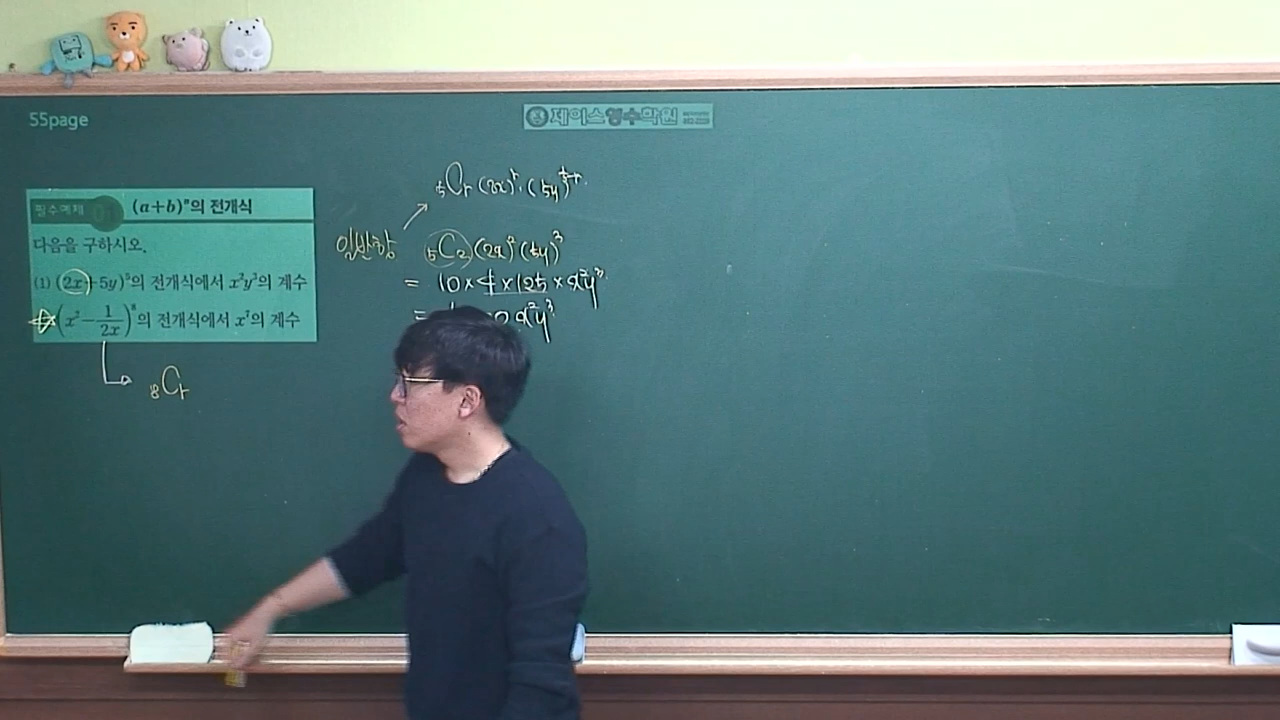 55page
제이스영수학원
필수예제 01 (a+b)ⁿ의 전개식
다음을 구하시오.
(1) (2x+5y)⁵의 전개식에서 x²y³의 계수
(x²-1/2x)⁸의 전개식에서 x⁷의 계수
₈Cᵣ
₅Cᵣ(2x)ʳ·(5y)⁵⁻ʳ
일반항 ₅C₂(2x)²(5y)³
= 10×4×125×x²y³
= 0x²y³